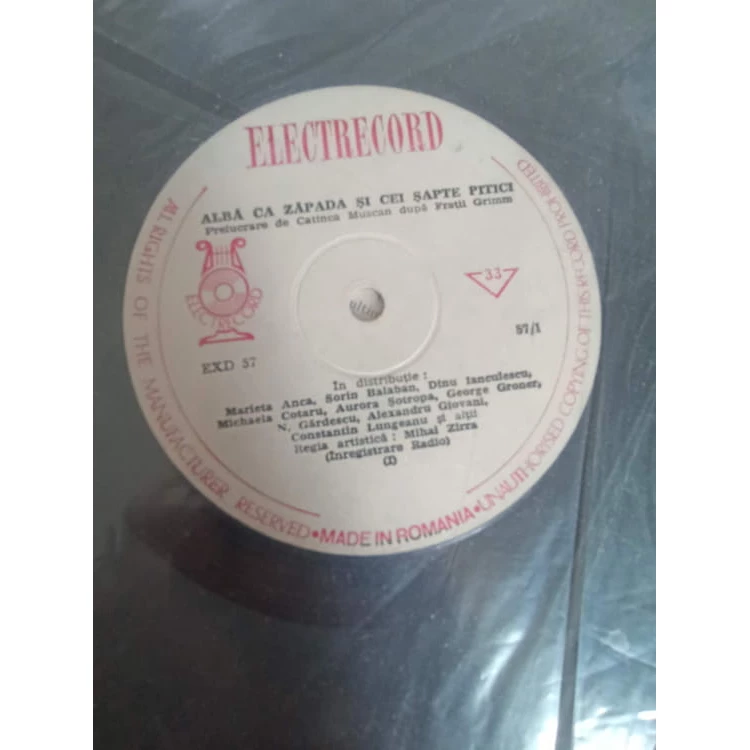 ELECTRECORD
ALBĂ CA ZĂPADA ȘI CEI ȘAPTE PITICI
Prelucrare de Catinca Muscan după Frații Grimm
ELECTRECORD
33
EXD 57
57/1
In distribuție :
Marieta Anca, Sorin Balaban, Dinu Ianculescu,
Michaela Cotaru, Aurora Șotropa, George Groner,
N. Gărdescu, Alexandru Giovani,
Constantin Lungeanu și alții
Regia artistică : Mihai Zirra
(Inregistrare Radio)
(I)
ALL RIGHTS OF THE MANUFACTURER RESERVED • MADE IN ROMANIA • UNAUTHORISED COPYING OF THIS RECORD PROHIBITED